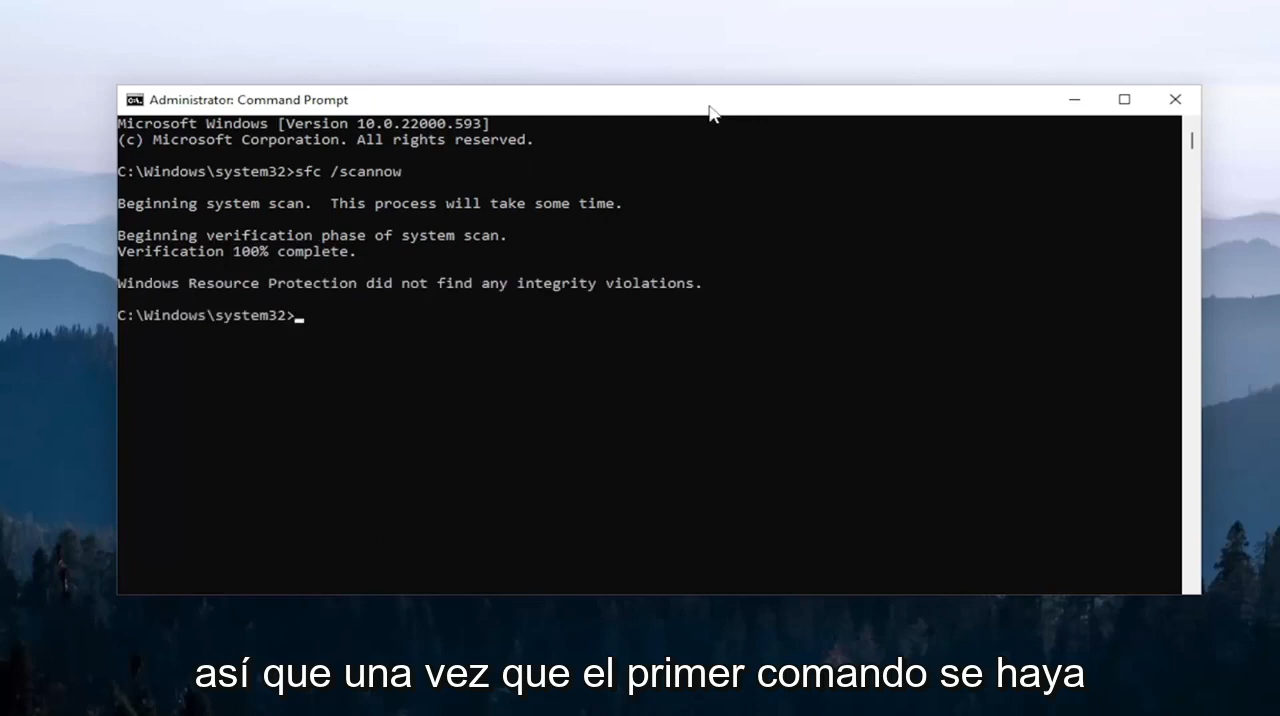 Administrator: Command Prompt
Microsoft Windows [Version 10.0.22000.593]
(c) Microsoft Corporation. All rights reserved.
C:\Windows\system32>sfc /scannow
Beginning system scan.  This process will take some time.
Beginning verification phase of system scan.
Verification 100% complete.
Windows Resource Protection did not find any integrity violations.
C:\Windows\system32>
así que una vez que el primer comando se haya